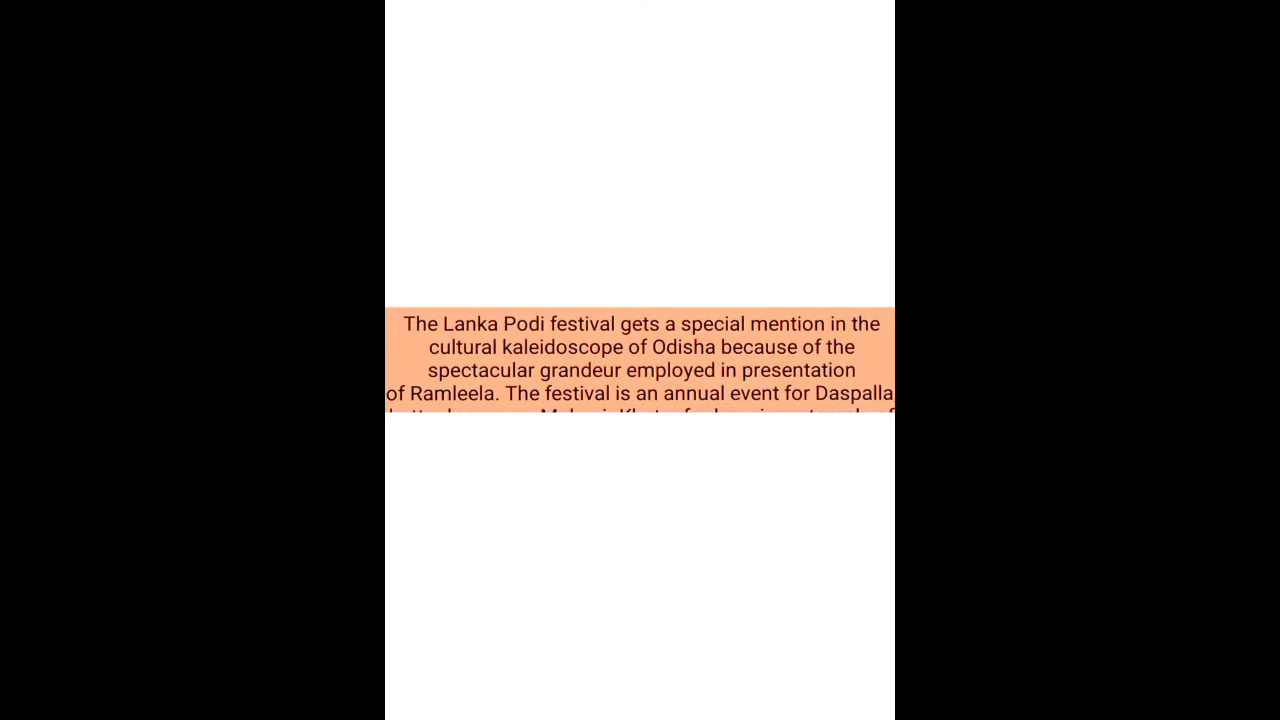 The Lanka Podi festival gets a special mention in the
cultural kaleidoscope of Odisha because of the
spectacular grandeur employed in presentation
of Ramleela. The festival is an annual event for Daspalla